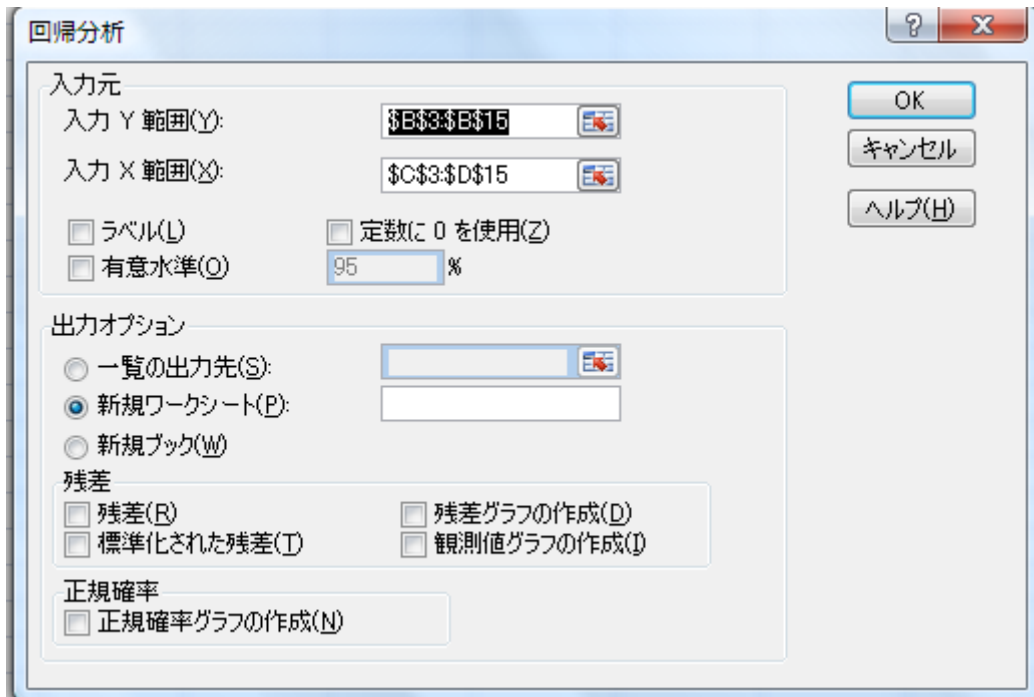 回帰分析
入力元
入力 Y 範囲(Y):
$B$3:$B$15
入力 X 範囲(X):
$C$3:$D$15
ラベル(L)
定数に 0 を使用(Z)
有意水準(O)
95
%
OK
キャンセル
ヘルプ(H)
出力オプション
一覧の出力先(S):
新規ワークシート(P):
新規ブック(W)
残差
残差(R)
残差グラフの作成(D)
標準化された残差(T)
観測値グラフの作成(I)
正規確率
正規確率グラフの作成(N)